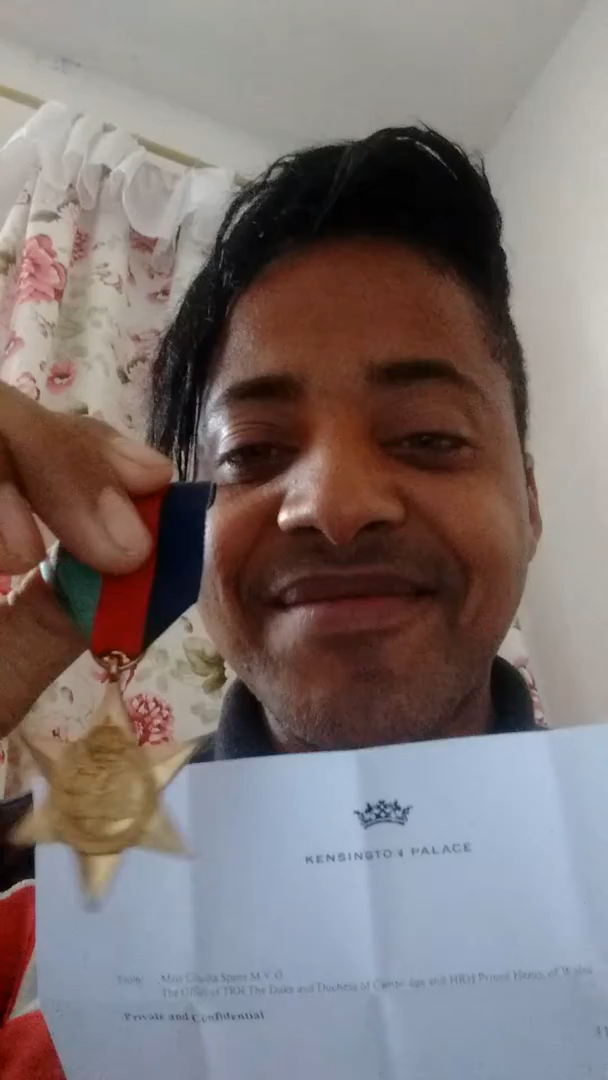 KENSINGTON PALACE
From: Miss Claudia Spens M.V.O
The Office of TRH The Duke and Duchess of Cambridge and HRH Prince Henry of Wales
Private and Confidential